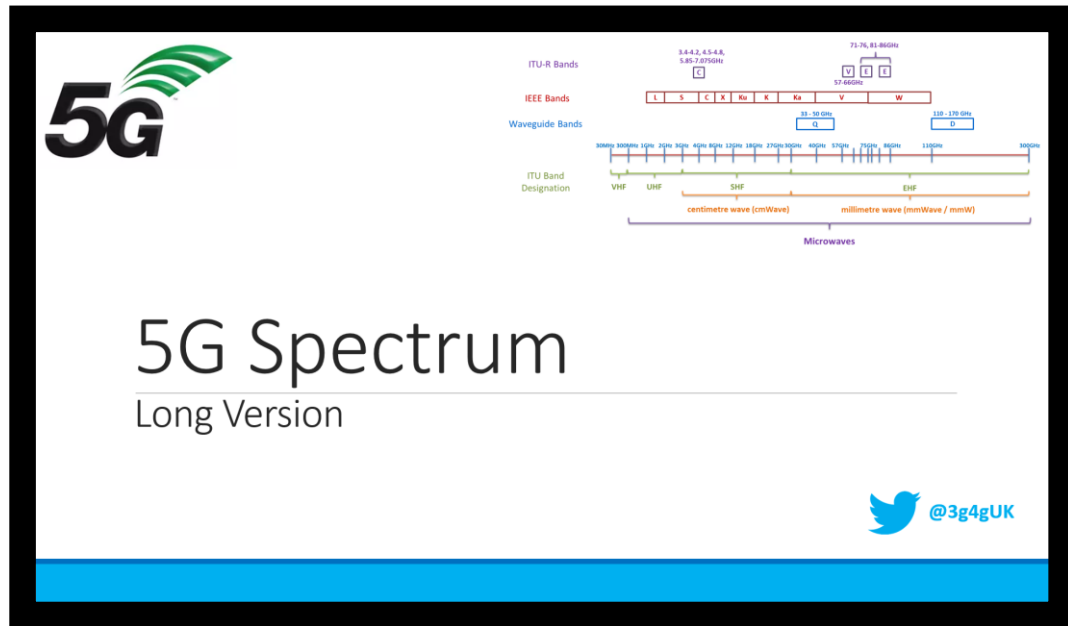 5G
ITU-R Bands
3.4-4.2, 4.5-4.8,
5.85-7.075GHz
C
71-76, 81-86GHz
V E E
57-66GHz
IEEE Bands
L S C X Ku K Ka V W
Waveguide Bands
33 - 50 GHz
Q
110 - 170 GHz
D
30MHz 300MHz 1GHz 2GHz 3GHz 4GHz 8GHz 12GHz 18GHz 27GHz 30GHz 40GHz 57GHz 75GHz 86GHz 110GHz 300GHz
ITU Band
Designation
VHF UHF SHF EHF
centimetre wave (cmWave) millimetre wave (mmWave / mmW)
Microwaves
5G Spectrum
Long Version
@3g4gUK